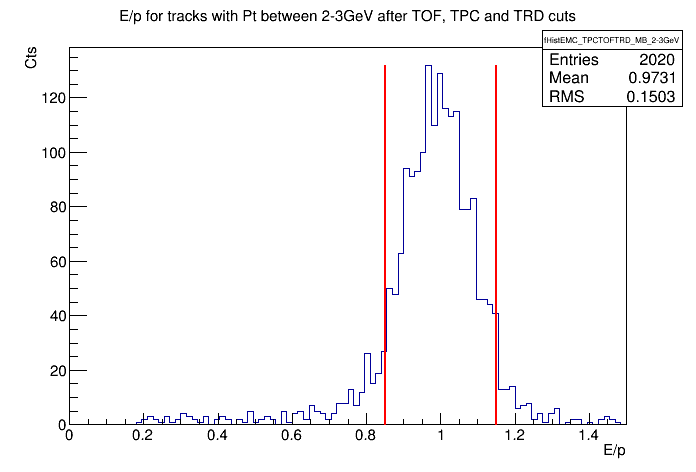 E/p for tracks with Pt between 2-3GeV after TOF, TPC and TRD cuts
fHistEMC_TPCTOFTRD_MB_2-3GeV
Entries 2020
Mean 0.9731
RMS 0.1503
Cts
120
100
80
60
40
20
0
0 0.2 0.4 0.6 0.8 1 1.2 1.4
E/p